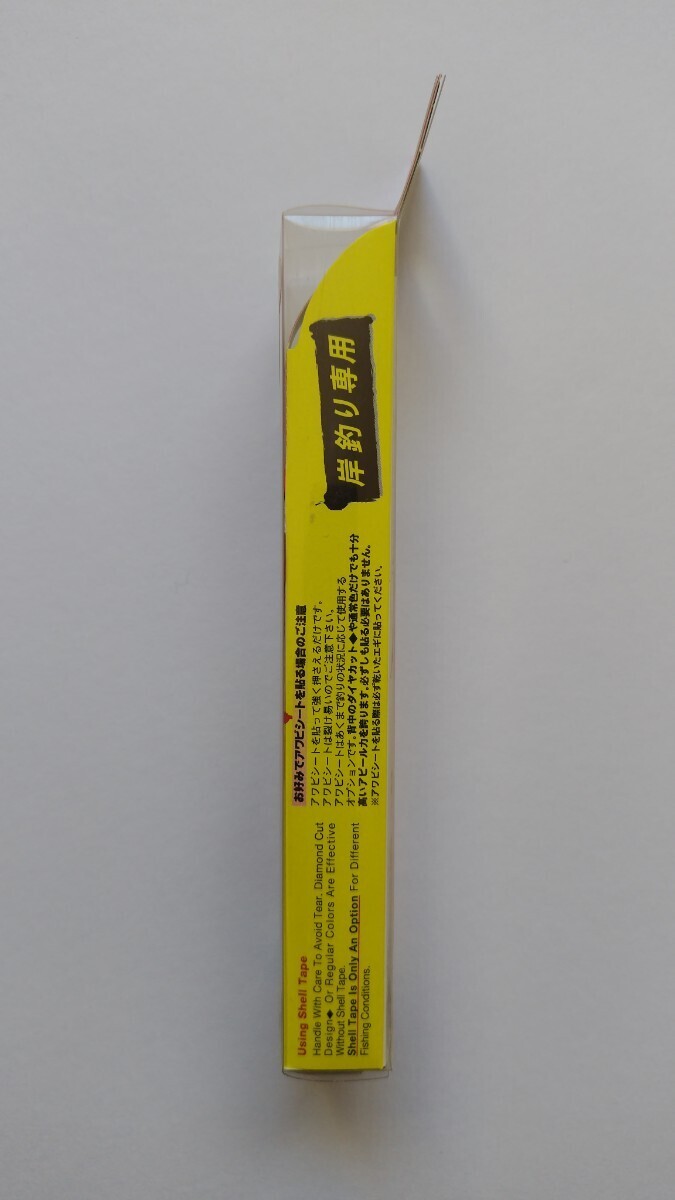 Using Shell Tape
Handle With Care To Avoid Tear. Diamond Cut
Design◆ Or Regular Colors Are Effective
Without Shell Tape.
Shell Tape Is Only An Option For Different
Fishing Conditions.
お好みでアワビシートを貼る場合のご注意
アワビシートを貼って強く押さえるだけです。
アワビシートは裂け易いのでご注意下さい。
アワビシートはあくまで釣りの状況に応じて使用する
オプションです。背中のダイヤカット◆や通常色だけでも十分
高いアピール力を誇ります。必ずしも貼る必要はありません。
※アワビシートを貼る際は必ず乾いたエギに貼ってください。
岸釣り専用